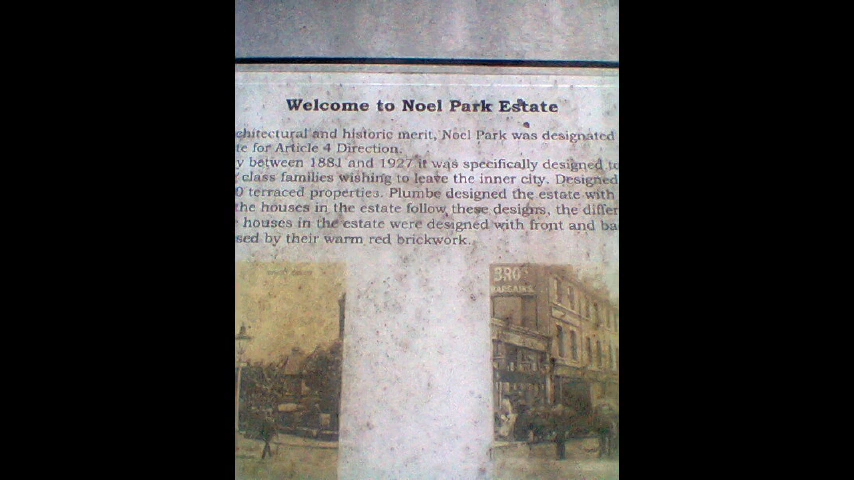 Welcome to Noel Park Estate
chitectural and historic merit, Noel Park was designated
te for Article 4 Direction.
y between 1881 and 1927 it was specifically designed to
class families wishing to leave the inner city. Designed
0 terraced properties. Plumbe designed the estate with
the houses in the estate follow these designs, the differ
houses in the estate were designed with front and ba
sed by their warm red brickwork.
BROS
BARGAINS